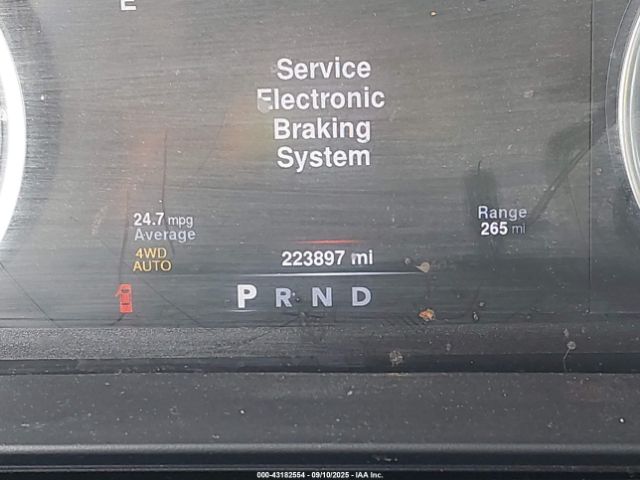 E
Service
Electronic
Braking
System
24.7 mpg
Average
Range
265 mi
4WD
AUTO
223897 mi
P R N D
000-43182554 - 09/10/2025 - IAA Inc.